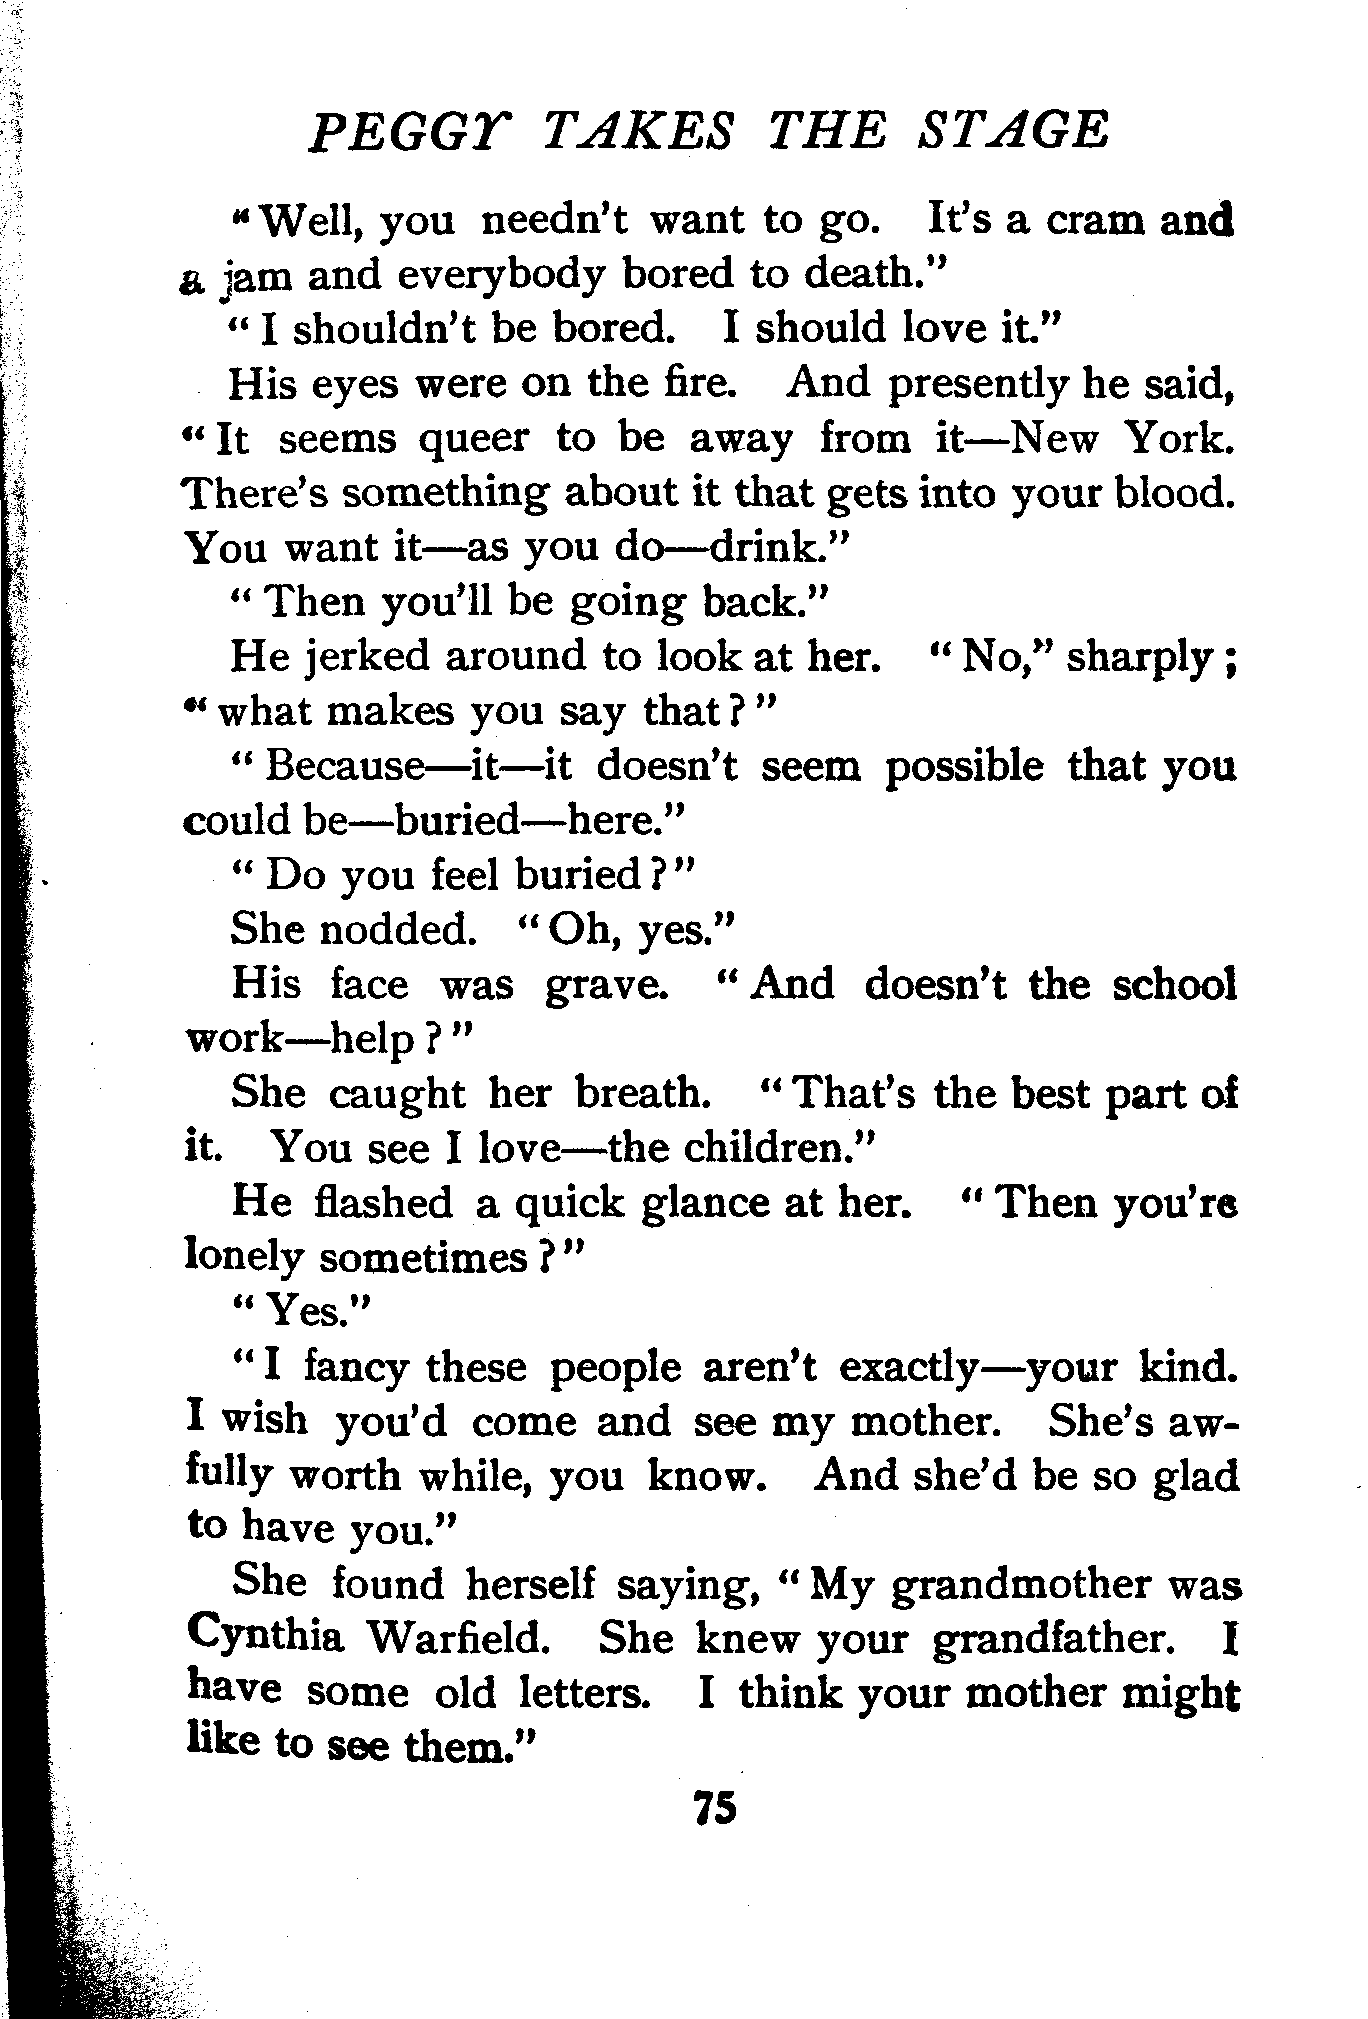 PEGGY TAKES THE STAGE
"Well, you needn't want to go. It's a cram and
a jam and everybody bored to death."
"I shouldn't be bored. I should love it."
His eyes were on the fire. And presently he said,
"It seems queer to be away from it—New York.
There's something about it that gets into your blood.
You want it—as you do—drink."
"Then you'll be going back."
He jerked around to look at her. "No," sharply;
"what makes you say that?"
"Because—it—it doesn't seem possible that you
could be—buried—here."
"Do you feel buried?"
She nodded. "Oh, yes."
His face was grave. "And doesn't the school
work—help?"
She caught her breath. "That's the best part of
it. You see I love—the children."
He flashed a quick glance at her. "Then you're
lonely sometimes?"
"Yes."
"I fancy these people aren't exactly—your kind.
I wish you'd come and see my mother. She's aw-
fully worth while, you know. And she'd be so glad
to have you."
She found herself saying, "My grandmother was
Cynthia Warfield. She knew your grandfather. I
have some old letters. I think your mother might
like to see them."
75